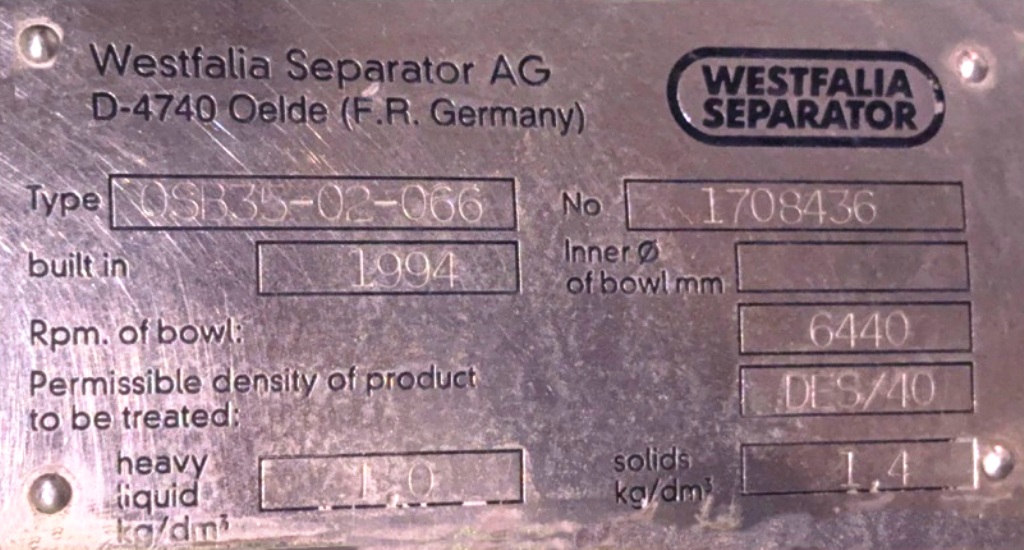 Westfalia Separator AG
D-4740 Oelde (F.R. Germany)
WESTFALIA
SEPARATOR
Type OSB35-02-066 No 1708436
built in 1994 Inner Ø
of bowl mm
Rpm. of bowl: 6440
Permissible density of product
to be treated: DES/40
heavy
liquid
kg/dm³ 1,0
solids
kg/dm³ 1,4